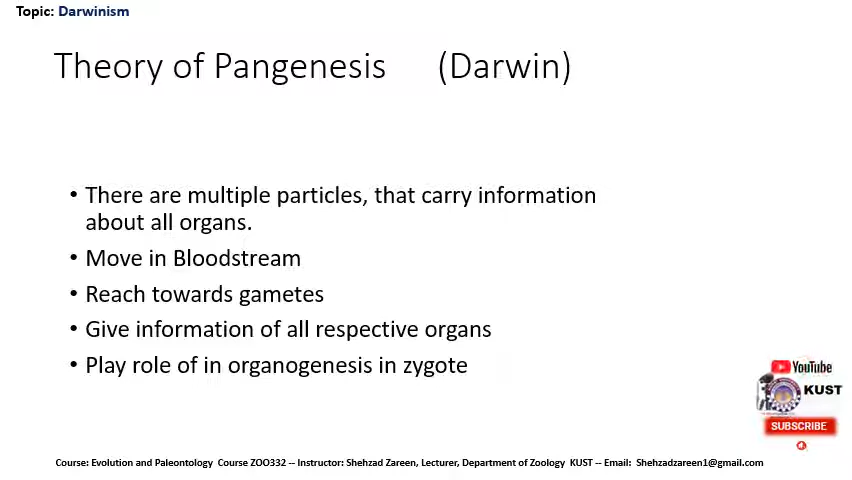 Topic: Darwinism
Theory of Pangenesis (Darwin)
• There are multiple particles, that carry information
about all organs.
• Move in Bloodstream
• Reach towards gametes
• Give information of all respective organs
• Play role of in organogenesis in zygote
YouTube
KUST
SUBSCRIBE
Course: Evolution and Paleontology Course ZOO332 -- Instructor: Shehzad Zareen, Lecturer, Department of Zoology KUST -- Email: Shehzadzareen1@gmail.com